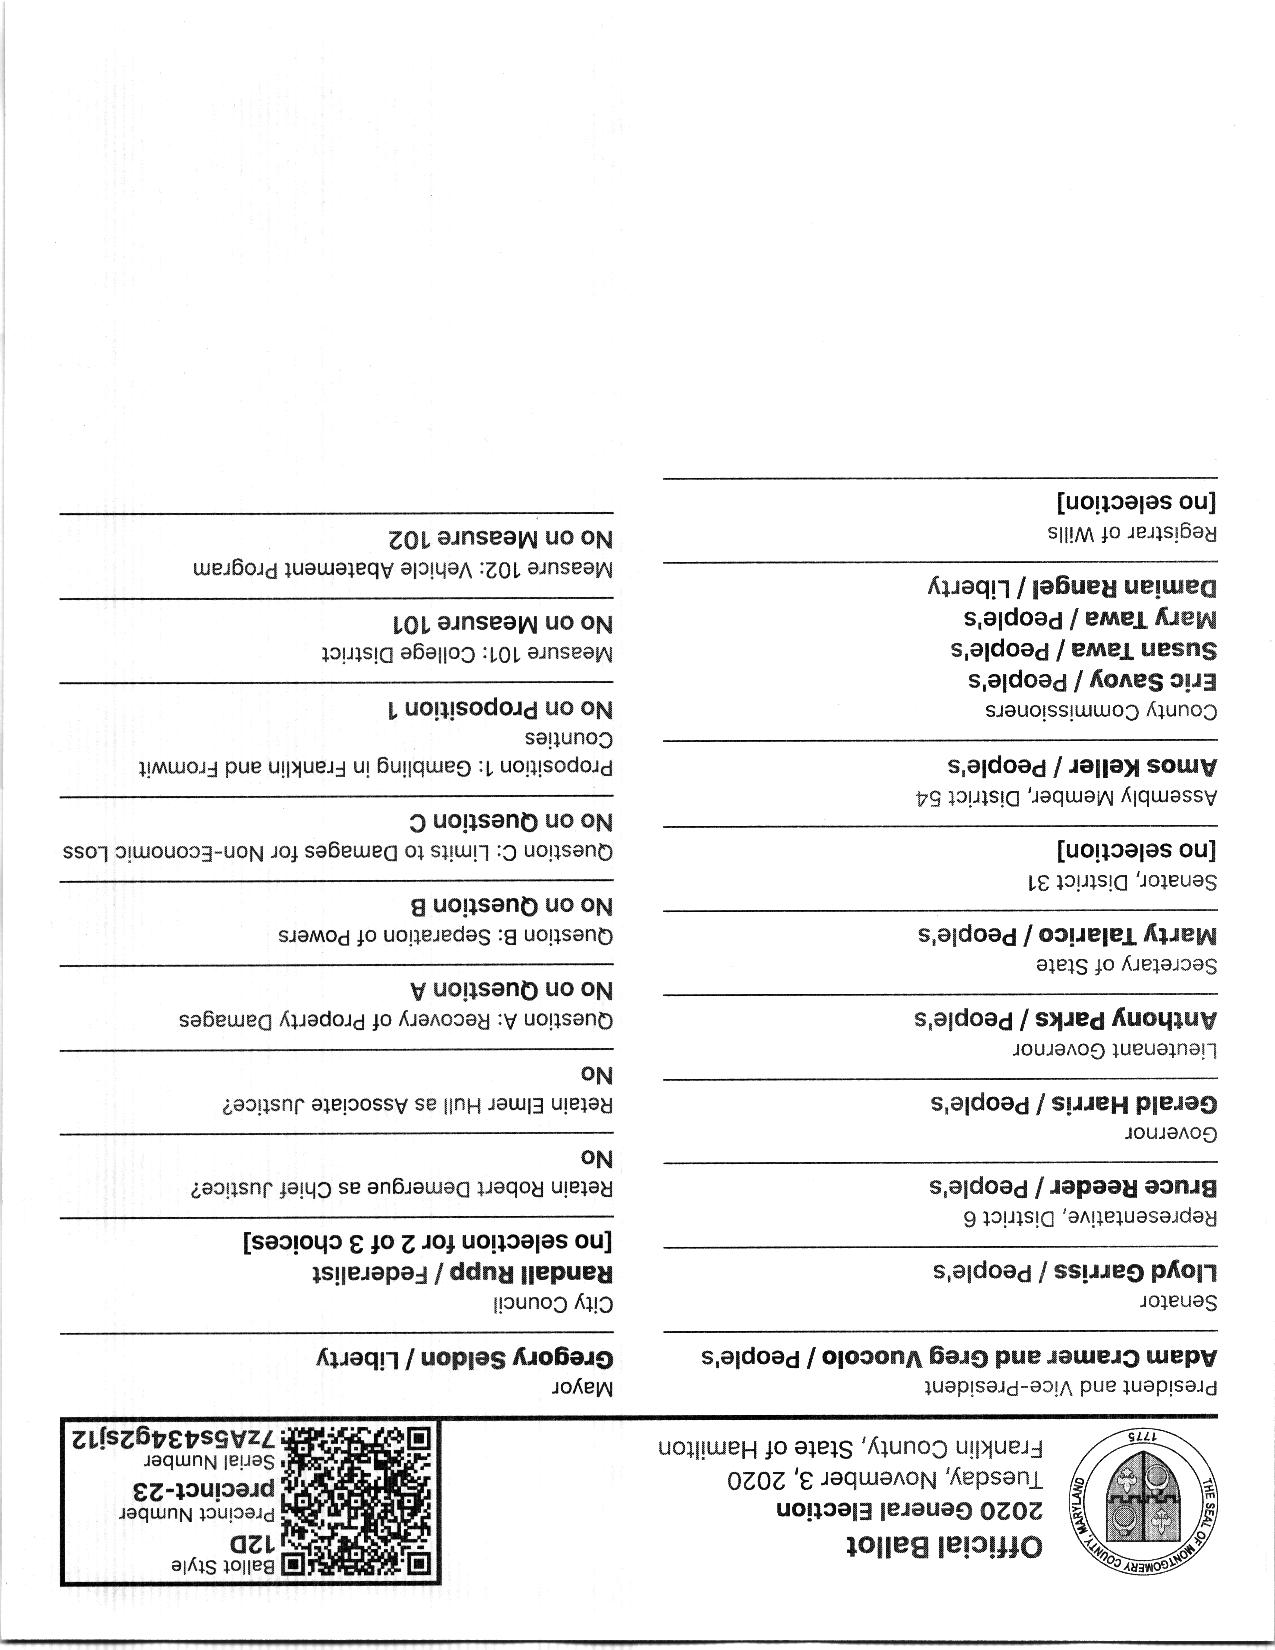 THE SEAL OF MONTGOMERY COUNTY, MARYLAND
1775
Official Ballot
2020 General Election
Tuesday, November 3, 2020
Franklin County, State of Hamilton
Ballot Style
12D
Precinct Number
precinct-23
Serial Number
7zA5s434g2sj12
President and Vice-President
Adam Cramer and Greg Vuocolo / People's
Senator
Lloyd Garriss / People's
Representative, District 6
Bruce Reeder / People's
Governor
Gerald Harris / People's
Lieutenant Governor
Anthony Parks / People's
Secretary of State
Marty Talarico / People's
Senator, District 31
[no selection]
Assembly Member, District 54
Amos Keller / People's
County Commissioners
Eric Savoy / People's
Susan Tawa / People's
Mary Tawa / People's
Damian Rangel / Liberty
Registrar of Wills
[no selection]
Mayor
Gregory Seldon / Liberty
City Council
Randall Rupp / Federalist
[no selection for 2 of 3 choices]
Retain Robert Demergue as Chief Justice?
No
Retain Elmer Hull as Associate Justice?
No
Question A: Recovery of Property Damages
No on Question A
Question B: Separation of Powers
No on Question B
Question C: Limits to Damages for Non-Economic Loss
No on Question C
Proposition 1: Gambling in Franklin and Fromwit
Counties
No on Proposition 1
Measure 101: College District
No on Measure 101
Measure 102: Vehicle Abatement Program
No on Measure 102